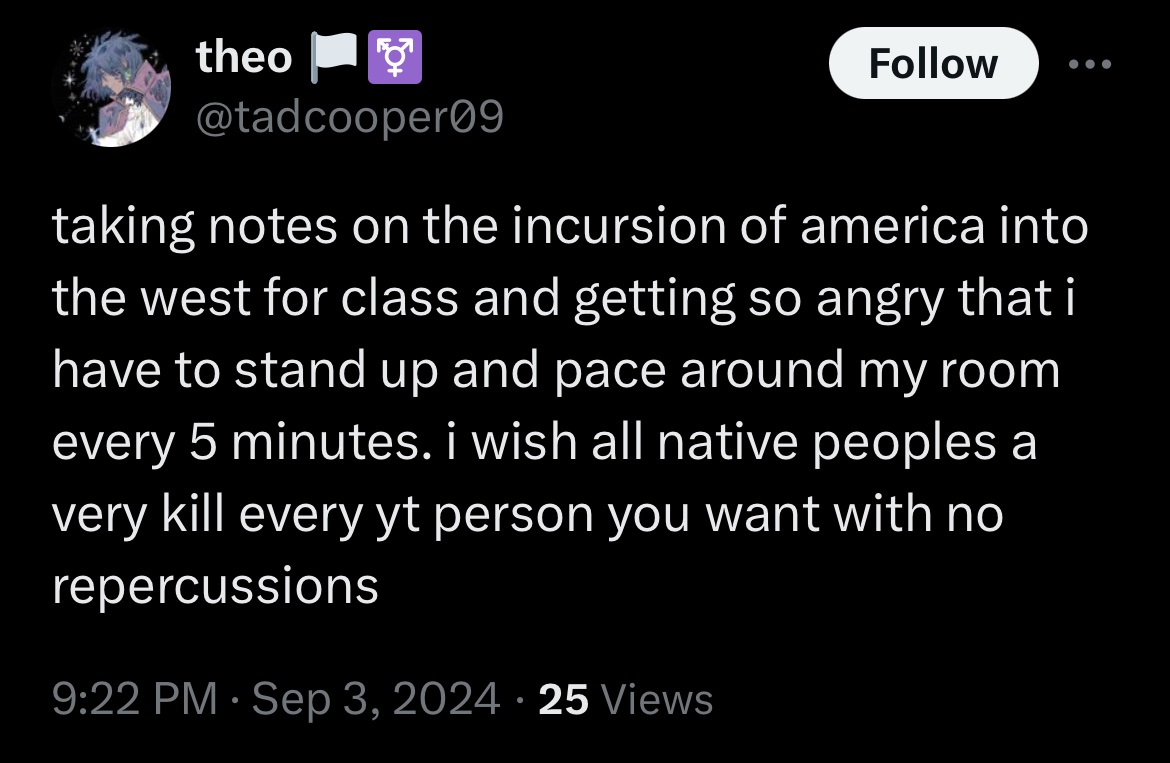 theo 🏳️⚧
@tadcooper09
Follow
taking notes on the incursion of america into
the west for class and getting so angry that i
have to stand up and pace around my room
every 5 minutes. i wish all native peoples a
very kill every yt person you want with no
repercussions
9:22 PM · Sep 3, 2024 · 25 Views